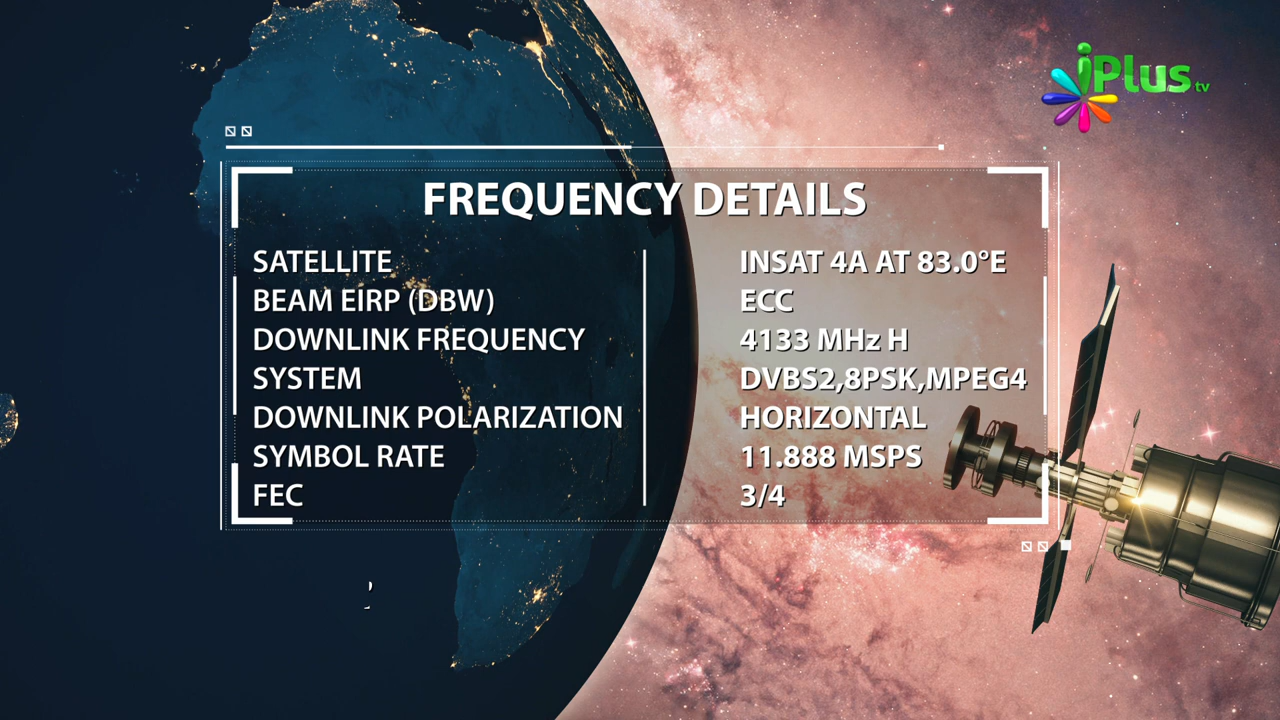 iPlus tv
FREQUENCY DETAILS
SATELLITE INSAT 4A AT 83.0°E
BEAM EIRP (DBW) ECC
DOWNLINK FREQUENCY 4133 MHz H
SYSTEM DVBS2,8PSK,MPEG4
DOWNLINK POLARIZATION HORIZONTAL
SYMBOL RATE 11.888 MSPS
FEC 3/4